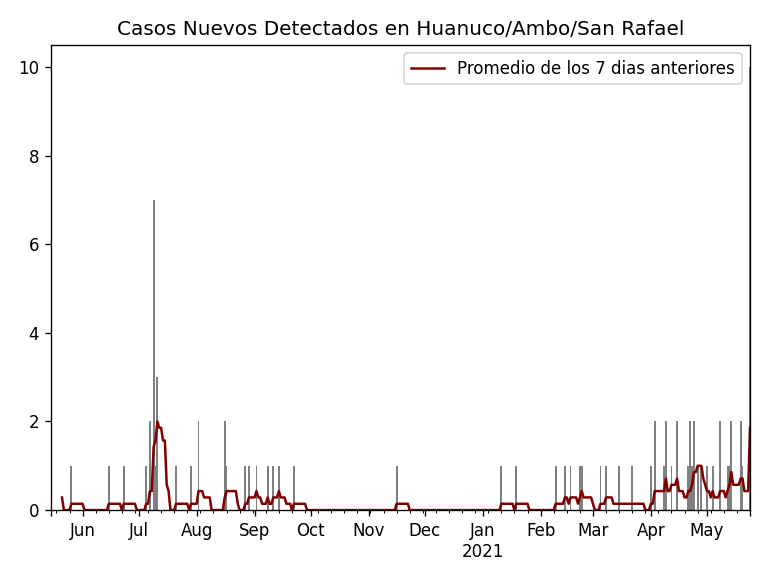 Casos Nuevos Detectados en Huanuco/Ambo/San Rafael
Promedio de los 7 dias anteriores
10
8
6
4
2
0
Jun Jul Aug Sep Oct Nov Dec Jan Feb Mar Apr May
2021